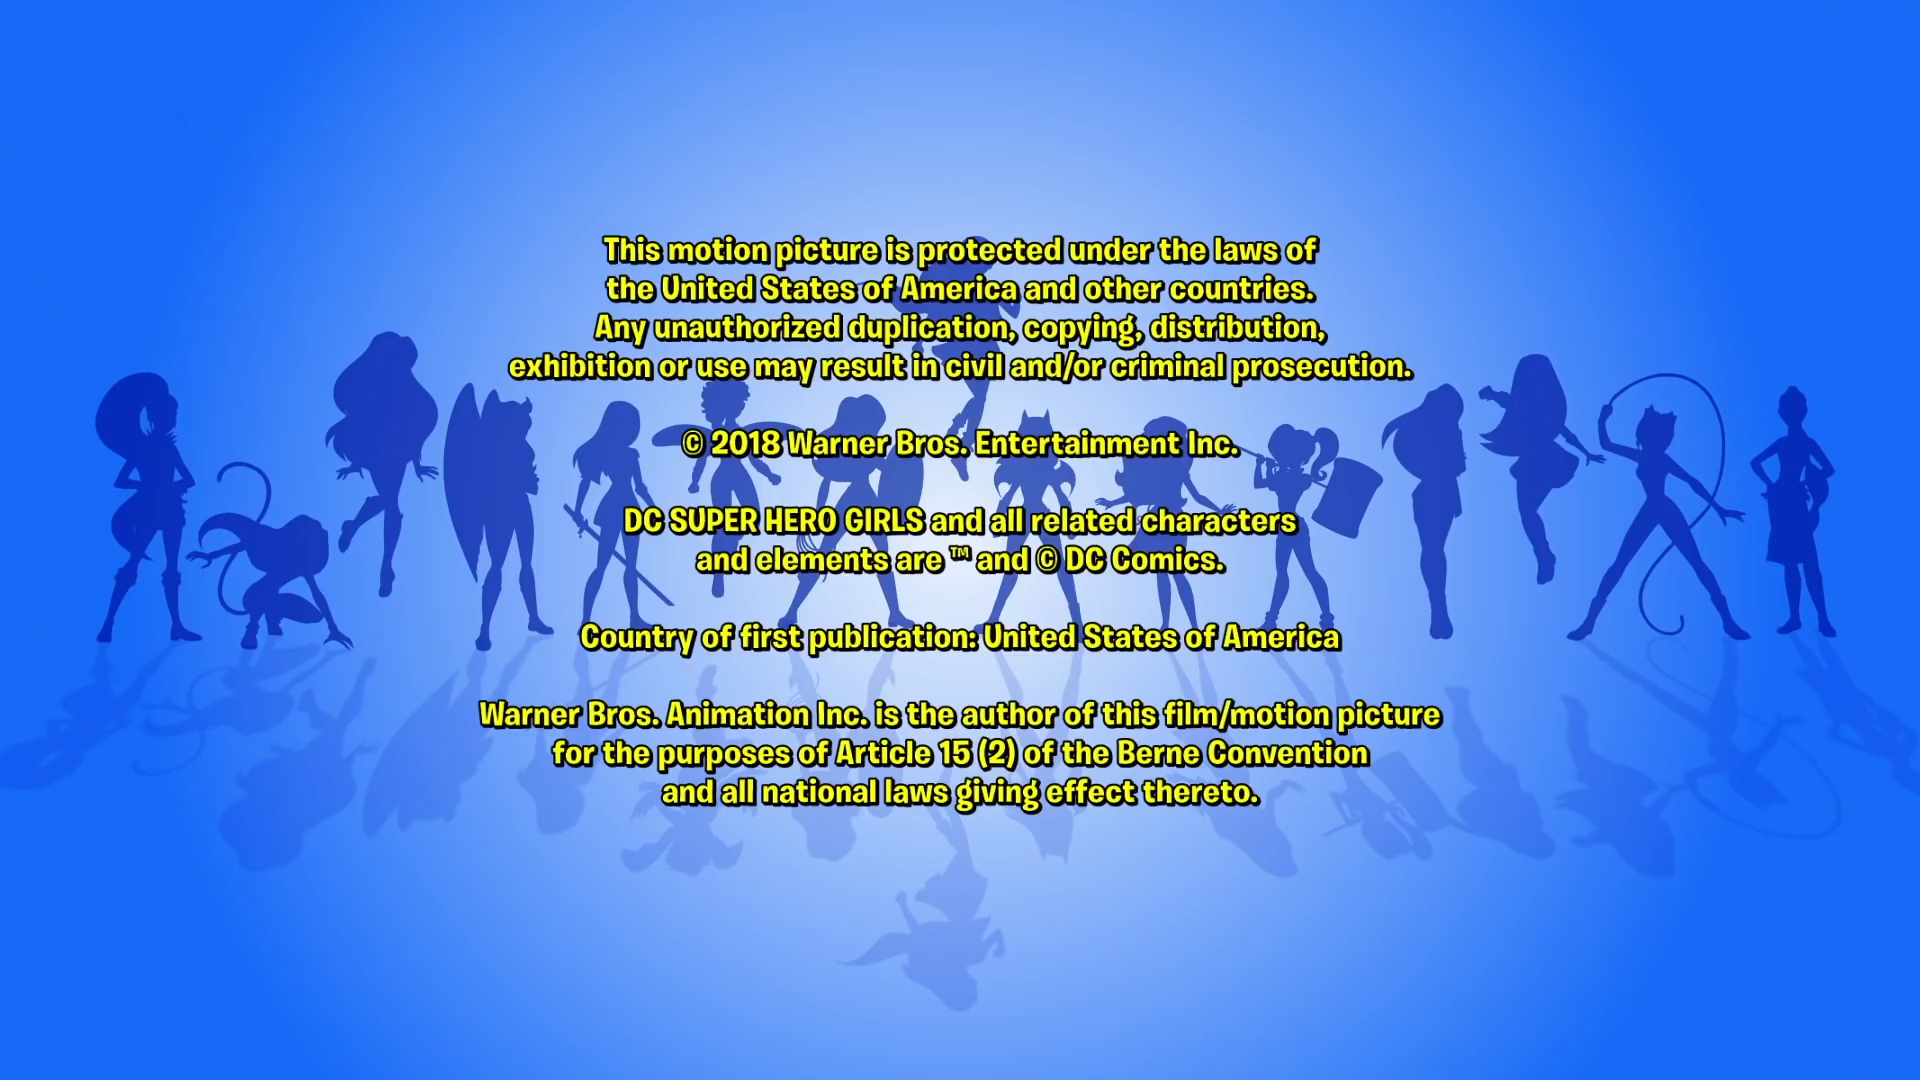 This motion picture is protected under the laws of
the United States of America and other countries.
Any unauthorized duplication, copying, distribution,
exhibition or use may result in civil and/or criminal prosecution.
© 2018 Warner Bros. Entertainment Inc.
DC SUPER HERO GIRLS and all related characters
and elements are ™ and © DC Comics.
Country of first publication: United States of America
Warner Bros. Animation Inc. is the author of this film/motion picture
for the purposes of Article 15 (2) of the Berne Convention
and all national laws giving effect thereto.